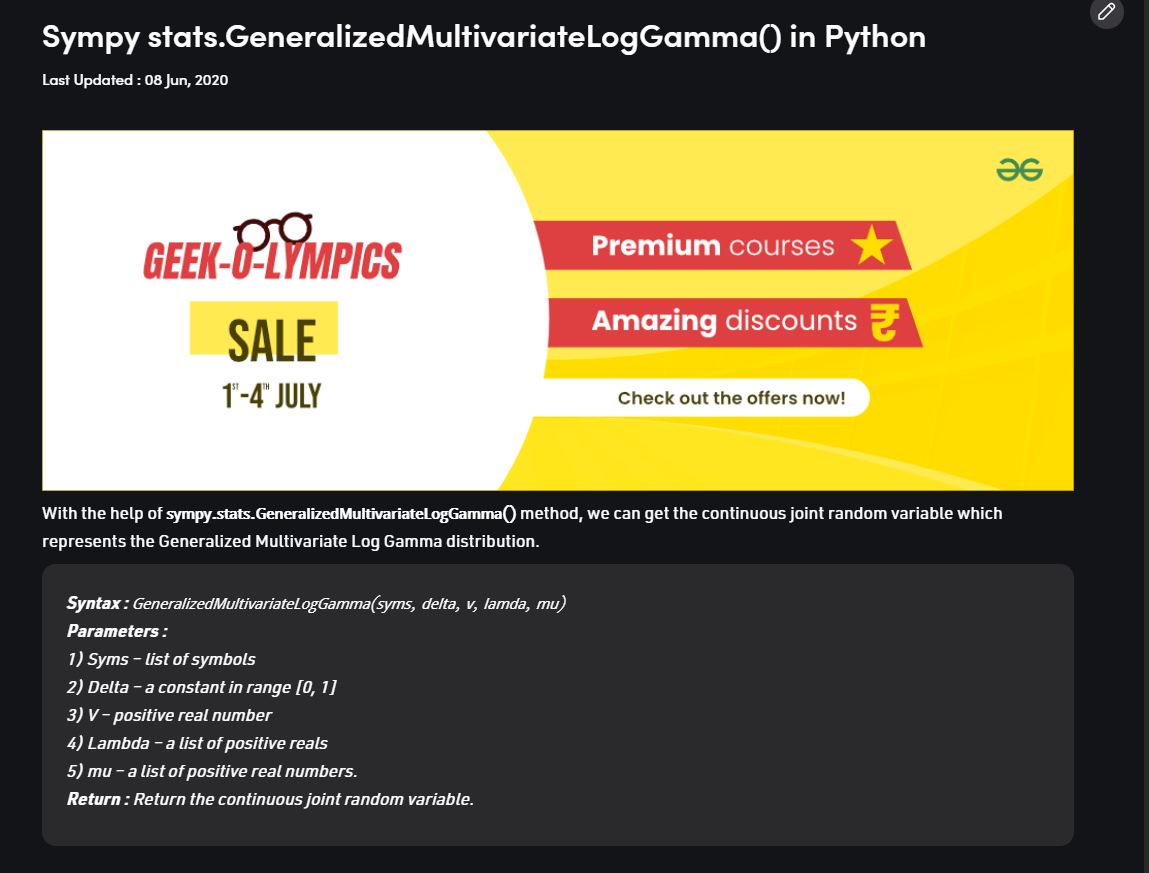 Sympy stats.GeneralizedMultivariateLogGamma() in Python
Last Updated : 08 Jun, 2020
GEEK-O-LYMPICS
SALE
1ST-4TH JULY
Premium courses
Amazing discounts ₹
Check out the offers now!
With the help of sympy.stats.GeneralizedMultivariateLogGamma() method, we can get the continuous joint random variable which
represents the Generalized Multivariate Log Gamma distribution.
Syntax : GeneralizedMultivariateLogGamma(syms, delta, v, lamda, mu)
Parameters :
1) Syms – list of symbols
2) Delta – a constant in range [0, 1]
3) V – positive real number
4) Lambda – a list of positive reals
5) mu – a list of positive real numbers.
Return : Return the continuous joint random variable.